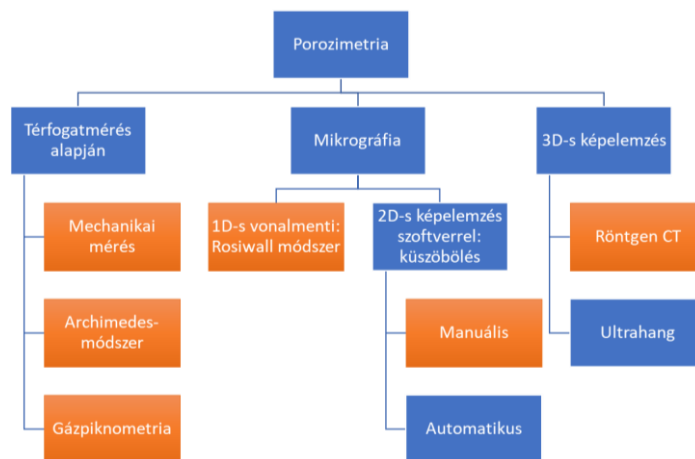 Porozimetria
Térfogatmérés
alapján
Mikrográfia
3D-s képelemzés
Mechanikai
mérés
1D-s vonalmenti:
Rosiwall módszer
2D-s képelemzés
szoftverrel:
küszöbölés
Röntgen CT
Archimedes-
módszer
Manuális
Ultrahang
Gázpiknometria
Automatikus